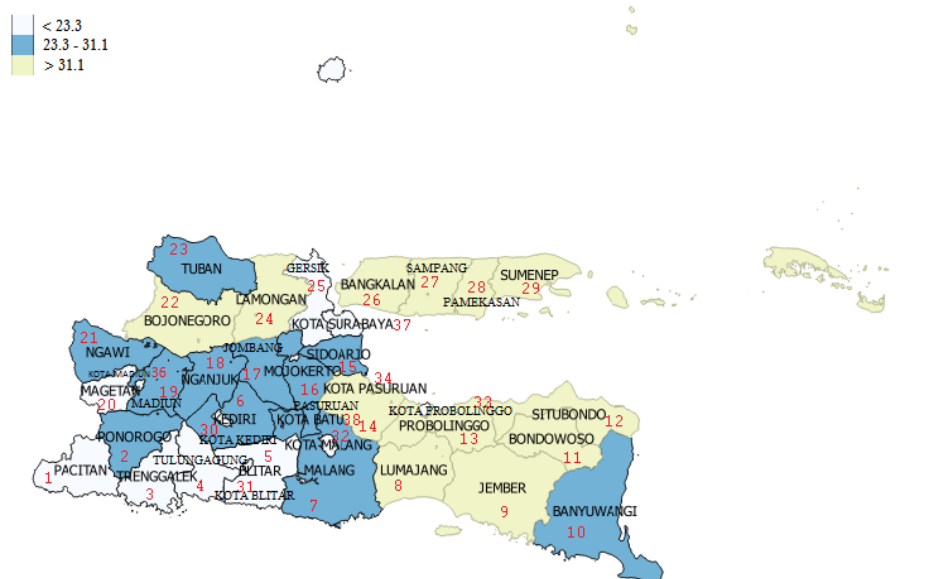 < 23.3
23.3 - 31.1
> 31.1
23
TUBAN
GERSIK
25
SAMPANG
27
28
SUMENEP
29
BANGKALAN
26
PAMEKASAN
22
LAMONGAN
24
BOJONEGORO
KOTA SURABAYA 37
21
NGAWI
JOMBANG
SIDOARJO
15
18
17
MOJOKERTO
16
NGANJUK
KOTA MADIUN 36
34
MAGETAN
20
19
MADIUN
KOTA PASURUAN
6
33
PASURUAN
KOTA PROBOLINGGO
SITUBONDO
12
KEDIRI
30
KOTA BATU 38
14
PROBOLINGGO
13
PONOROGO
2
KOTA KEDIRI
32
KOTA MALANG
BONDOWOSO
11
TULUNGAGUNG
5
BLITAR
MALANG
LUMAJANG
8
PACITAN
1
TRENGGALEK
3
4
31
KOTA BLITAR
7
JEMBER
9
BANYUWANGI
10